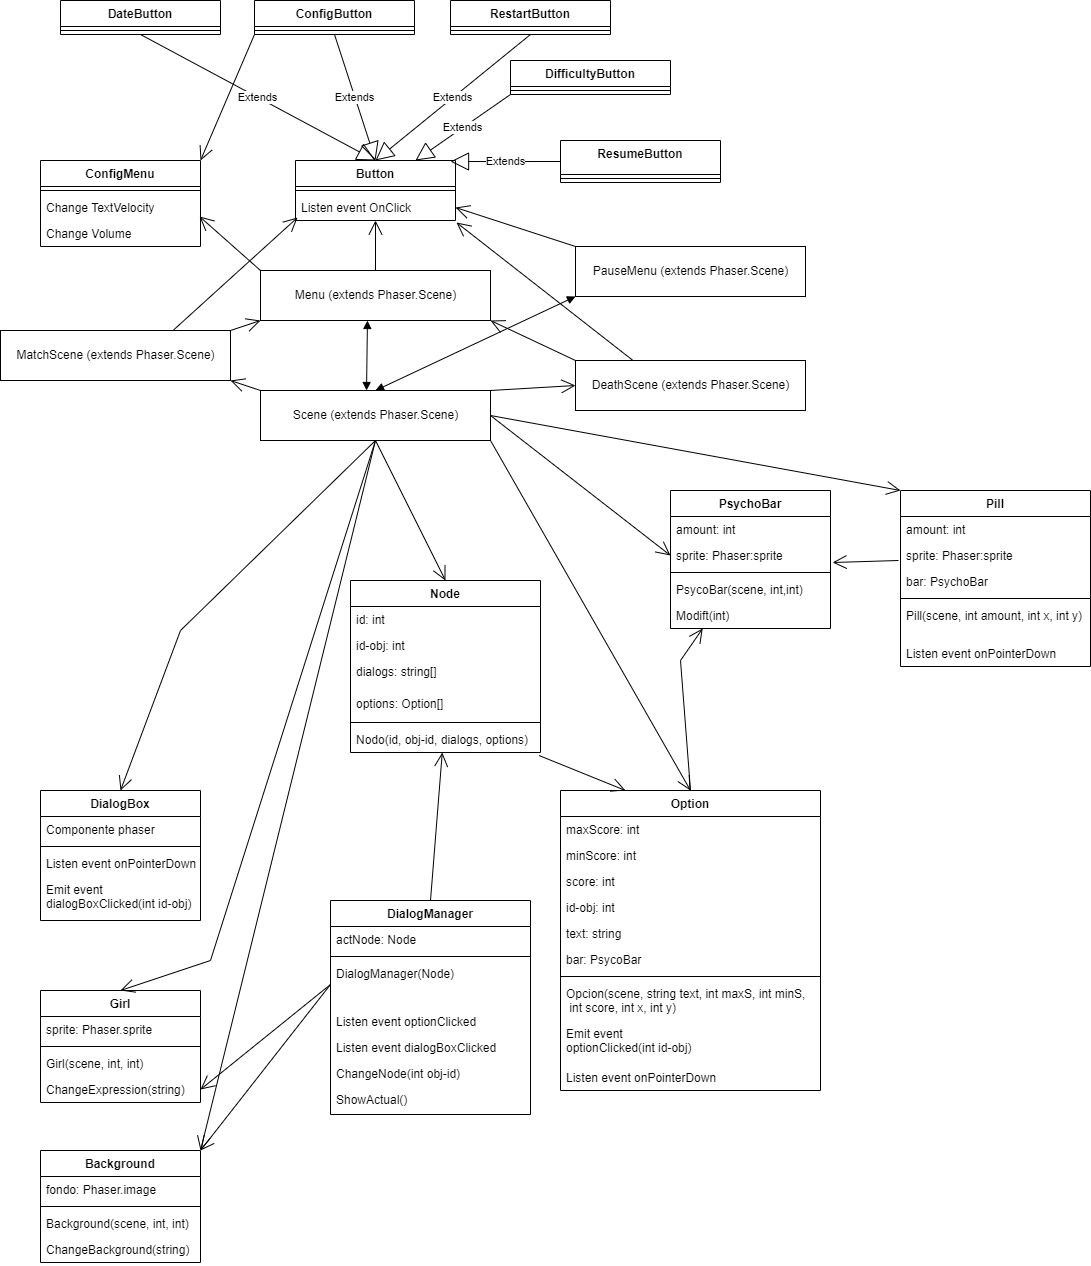 DateButton
ConfigButton
RestartButton
DifficultyButton
Extends
Extends
Extends
Extends
Extends
ResumeButton
ConfigMenu
Change TextVelocity
Change Volume
Button
Listen event OnClick
PauseMenu (extends Phaser.Scene)
Menu (extends Phaser.Scene)
MatchScene (extends Phaser.Scene)
DeathScene (extends Phaser.Scene)
Scene (extends Phaser.Scene)
PsychoBar
amount: int
sprite: Phaser:sprite
PsycoBar(scene, int,int)
Modift(int)
Pill
amount: int
sprite: Phaser:sprite
bar: PsychoBar
Pill(scene, int amount, int x, int y)
Listen event onPointerDown
Node
id: int
id-obj: int
dialogs: string[]
options: Option[]
Nodo(id, obj-id, dialogs, options)
DialogBox
Componente phaser
Listen event onPointerDown
Emit event
dialogBoxClicked(int id-obj)
Option
maxScore: int
minScore: int
score: int
id-obj: int
text: string
bar: PsycoBar
Opcion(scene, string text, int maxS, int minS,
int score, int x, int y)
Emit event
optionClicked(int id-obj)
Listen event onPointerDown
DialogManager
actNode: Node
DialogManager(Node)
Listen event optionClicked
Listen event dialogBoxClicked
ChangeNode(int obj-id)
ShowActual()
Girl
sprite: Phaser.sprite
Girl(scene, int, int)
ChangeExpression(string)
Background
fondo: Phaser.image
Background(scene, int, int)
ChangeBackground(string)